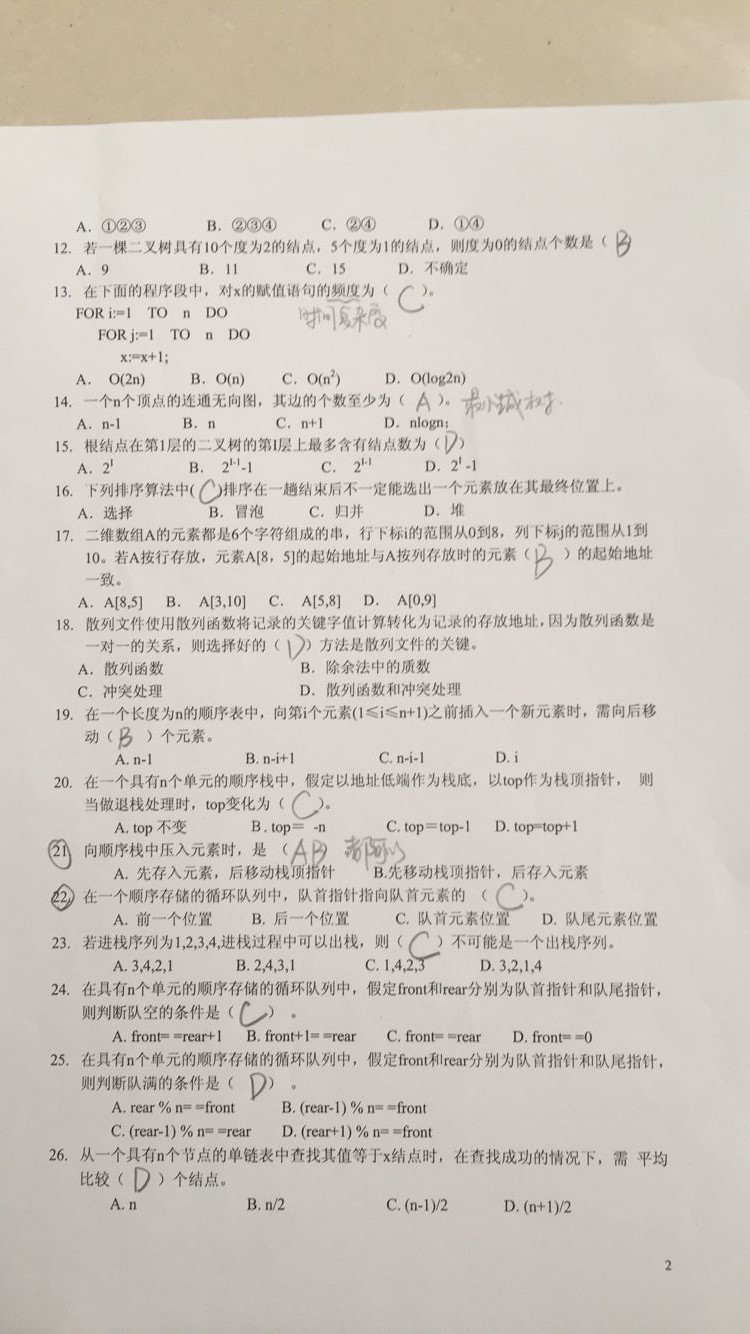 A. ①②③ B. ②③④ C. ②④ D. ①④
12. 若一棵二叉树具有10个度为2的结点，5个度为1的结点，则度为0的结点个数是（ B
A. 9 B. 11 C. 15 D. 不确定
13. 在下面的程序段中，对x的赋值语句的频度为（ C ）。
FOR i:=1 TO n DO 时间复杂度
FOR j:=1 TO n DO
x:=x+1;
A. O(2n) B. O(n) C. O(n²) D. O(log2n)
14. 一个n个顶点的连通无向图，其边的个数至少为（ A ）。
A. n-1 B. n C. n+1 D. nlogn;
15. 根结点在第1层的二叉树的第I层上最多含有结点数为（ D ）
A. 2^I B. 2^(I-1)-1 C. 2^(I-1) D. 2^I -1
16. 下列排序算法中( C )排序在一趟结束后不一定能选出一个元素放在其最终位置上。
A. 选择 B. 冒泡 C. 归并 D. 堆
17. 二维数组A的元素都是6个字符组成的串，行下标i的范围从0到8，列下标j的范围从1到
10。若A按行存放，元素A[8，5]的起始地址与A按列存放时的元素（ B ）的起始地址
一致。
A. A[8,5] B. A[3,10] C. A[5,8] D. A[0,9]
18. 散列文件使用散列函数将记录的关键字值计算转化为记录的存放地址,因为散列函数是
一对一的关系，则选择好的（ D ）方法是散列文件的关键。
A. 散列函数 B. 除余法中的质数
C. 冲突处理 D. 散列函数和冲突处理
19. 在一个长度为n的顺序表中，向第i个元素(1≤i≤n+1)之前插入一个新元素时，需向后移
动（ B ）个元素。
A. n-1 B. n-i+1 C. n-i-1 D. i
20. 在一个具有n个单元的顺序栈中，假定以地址低端作为栈底，以top作为栈顶指针， 则
当做退栈处理时，top变化为（ C ）。
A. top 不变 B. top= -n C. top=top-1 D. top=top+1
21. 向顺序栈中压入元素时，是 （ AB ） 都可以
A. 先存入元素，后移动栈顶指针 B.先移动栈顶指针，后存入元素
22. 在一个顺序存储的循环队列中，队首指针指向队首元素的 （ C ）。
A. 前一个位置 B. 后一个位置 C. 队首元素位置 D. 队尾元素位置
23. 若进栈序列为1,2,3,4,进栈过程中可以出栈，则（ C ）不可能是一个出栈序列。
A. 3,4,2,1 B. 2,4,3,1 C. 1,4,2,3 D. 3,2,1,4
24. 在具有n个单元的顺序存储的循环队列中，假定front和rear分别为队首指针和队尾指针，
则判断队空的条件是（ C ） 。
A. front= =rear+1 B. front+1= =rear C. front= =rear D. front= =0
25. 在具有n个单元的顺序存储的循环队列中，假定front和rear分别为队首指针和队尾指针，
则判断队满的条件是（ D ） 。
A. rear % n= =front B. (rear-1) % n= =front
C. (rear-1) % n= =rear D. (rear+1) % n= =front
26. 从一个具有n个节点的单链表中查找其值等于x结点时，在查找成功的情况下，需 平均
比较（ D ）个结点。
A. n B. n/2 C. (n-1)/2 D. (n+1)/2
2